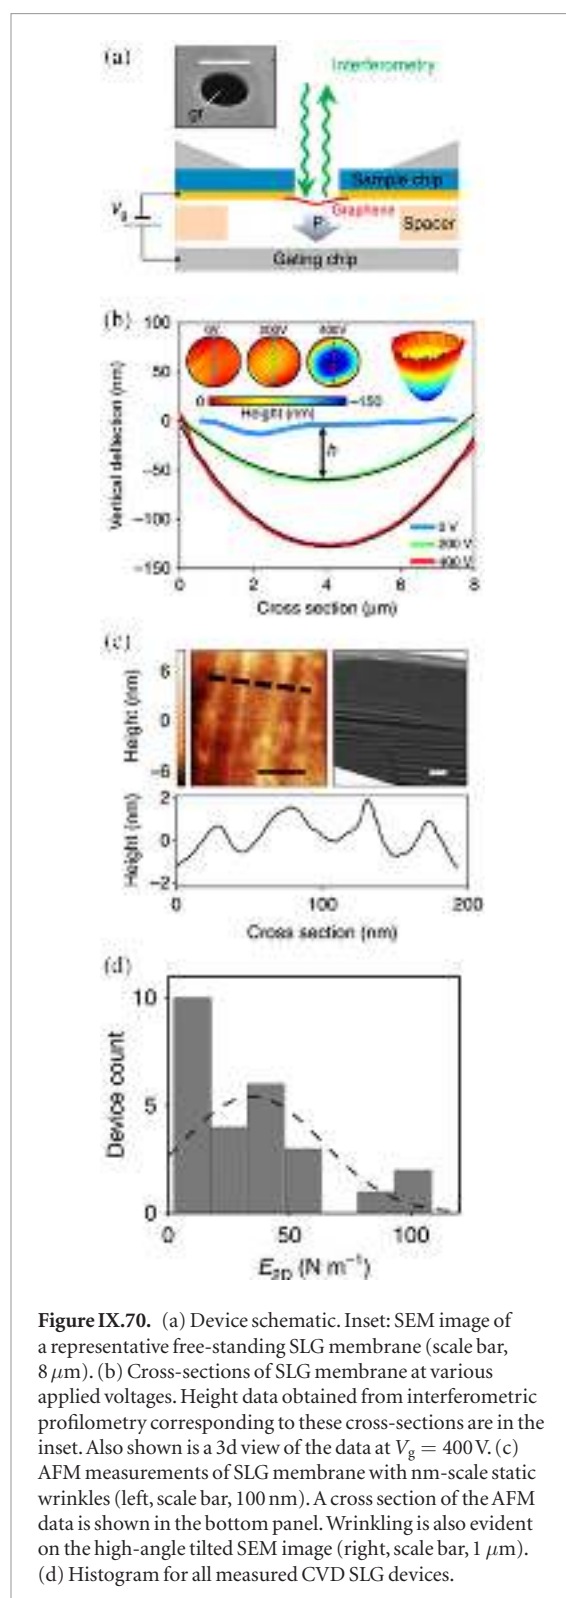 (a)
Interferometry
gr
Sample chip
Graphene
Vg
P
Spacer
Gating chip
(b)
100
0V
200V
400V
50
0
-150
Height (nm)
0
Vertical deflection (nm)
h
-50
-100
0 V
200 V
400 V
-150
0
2
4
6
8
Cross section (μm)
(c)
6
Height (nm)
0
-6
2
Height (nm)
0
-2
0
100
200
Cross section (nm)
(d)
10
Device count
5
0
0
50
100
E2D (N m⁻¹)
Figure IX.70. (a) Device schematic. Inset: SEM image of
a representative free-standing SLG membrane (scale bar,
8 μm). (b) Cross-sections of SLG membrane at various
applied voltages. Height data obtained from interferometric
profilometry corresponding to these cross-sections are in the
inset. Also shown is a 3d view of the data at Vg = 400 V. (c)
AFM measurements of SLG membrane with nm-scale static
wrinkles (left, scale bar, 100 nm). A cross section of the AFM
data is shown in the bottom panel. Wrinkling is also evident
on the high-angle tilted SEM image (right, scale bar, 1 μm).
(d) Histogram for all measured CVD SLG devices.